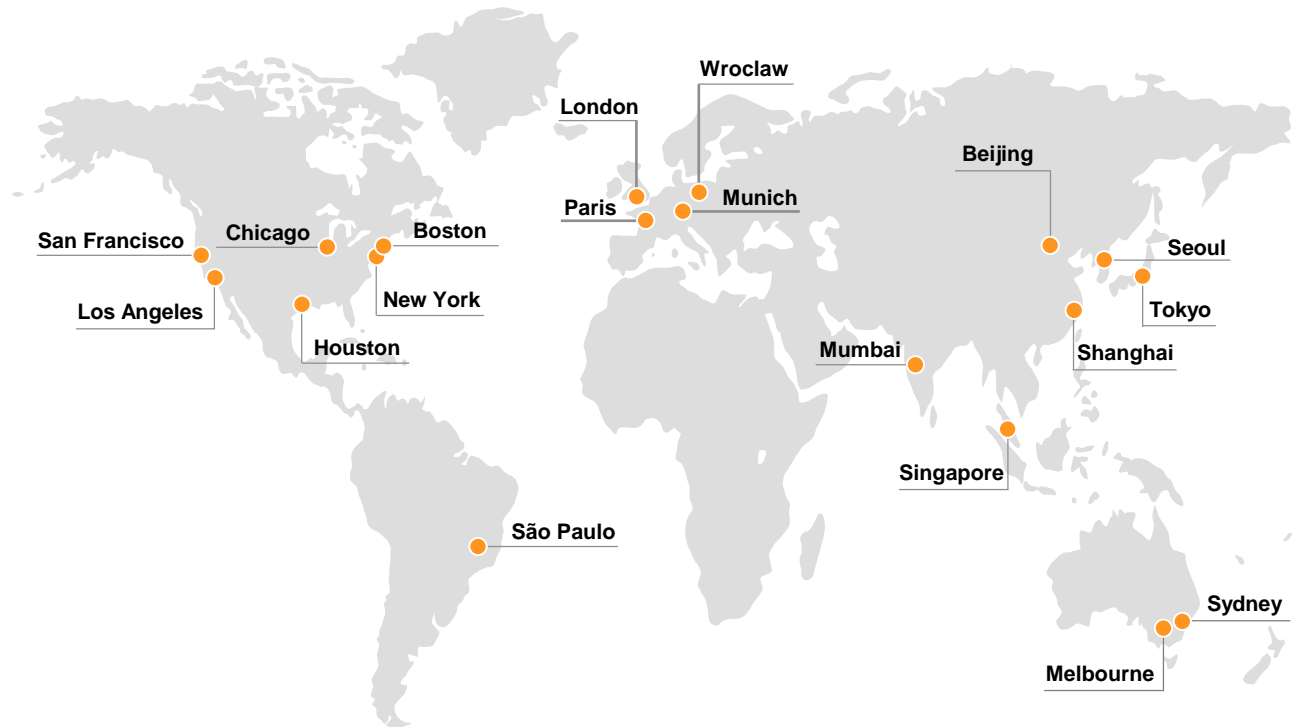 Wroclaw
London
Beijing
Paris
Munich
Boston
Chicago
San Francisco
Seoul
New York
Los Angeles
Tokyo
Houston
Mumbai
Shanghai
Singapore
São Paulo
Sydney
Melbourne